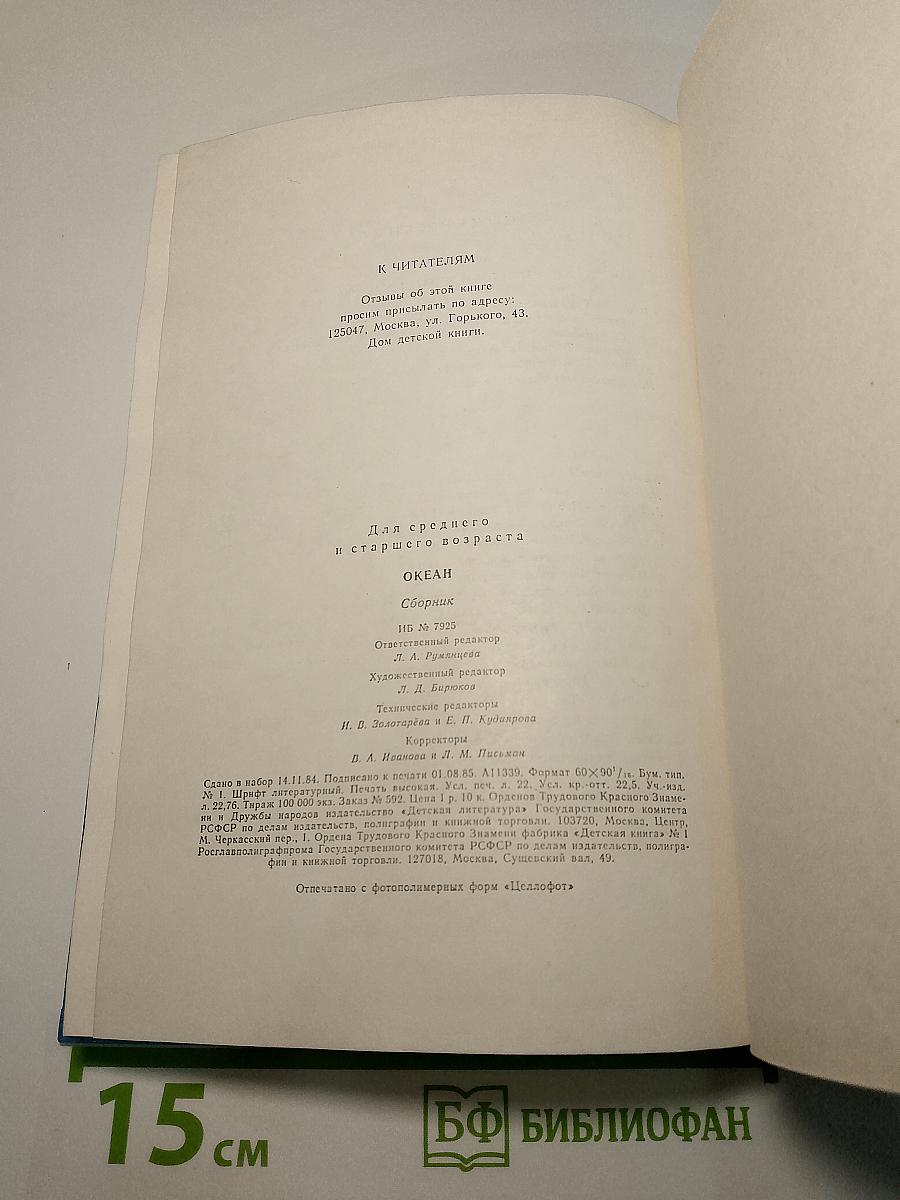 К ЧИТАТЕЛЯМ
Отзывы об этой книге
просим присылать по адресу:
125047, Москва, ул. Горького, 43.
Дом детской книги.
Для среднего
и старшего возраста
ОКЕАН
Сборник
ИБ № 7925
Ответственный редактор
Л. А. Румянцева
Художественный редактор
Л. Д. Бирюков
Технические редакторы
И. В. Золотарёва и Е. П. Кудиярова
Корректоры
В. А. Иванова и Л. М. Письман
Сдано в набор 14.11.84. Подписано к печати 01.08.85. А11339. Формат 60×90¹/₁₆. Бум. тип.
№ 1. Шрифт литературный. Печать высокая. Усл. печ. л. 22. Усл. кр.-отт. 22,5. Уч.-изд.
л. 22,76. Тираж 100 000 экз. Заказ № 592. Цена 1 р. 10 к. Орденов Трудового Красного Знаме-
ни и Дружбы народов издательство «Детская литература» Государственного комитета
РСФСР по делам издательств, полиграфии и книжной торговли. 103720, Москва, Центр,
М. Черкасский пер., 1. Ордена Трудового Красного Знамени фабрика «Детская книга» № 1
Росглавполиграфпрома Государственного комитета РСФСР по делам издательств, полигра-
фии и книжной торговли. 127018, Москва, Сущевский вал, 49.
Отпечатано с фотополимерных форм «Целлофот»
15 см
БФ БИБЛИОФАН